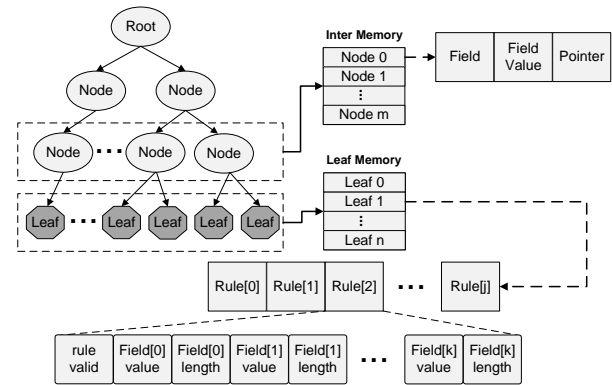 Root
Node
Node
Node
Node
Node
Leaf
Leaf
Leaf
Leaf
Leaf
Inter Memory
Node 0
Node 1
Node m
Field
Field Value
Pointer
Leaf Memory
Leaf 0
Leaf 1
Leaf n
Rule[0]
Rule[1]
Rule[2]
Rule[j]
rule valid
Field[0] value
Field[0] length
Field[1] value
Field[1] length
Field[k] value
Field[k] length